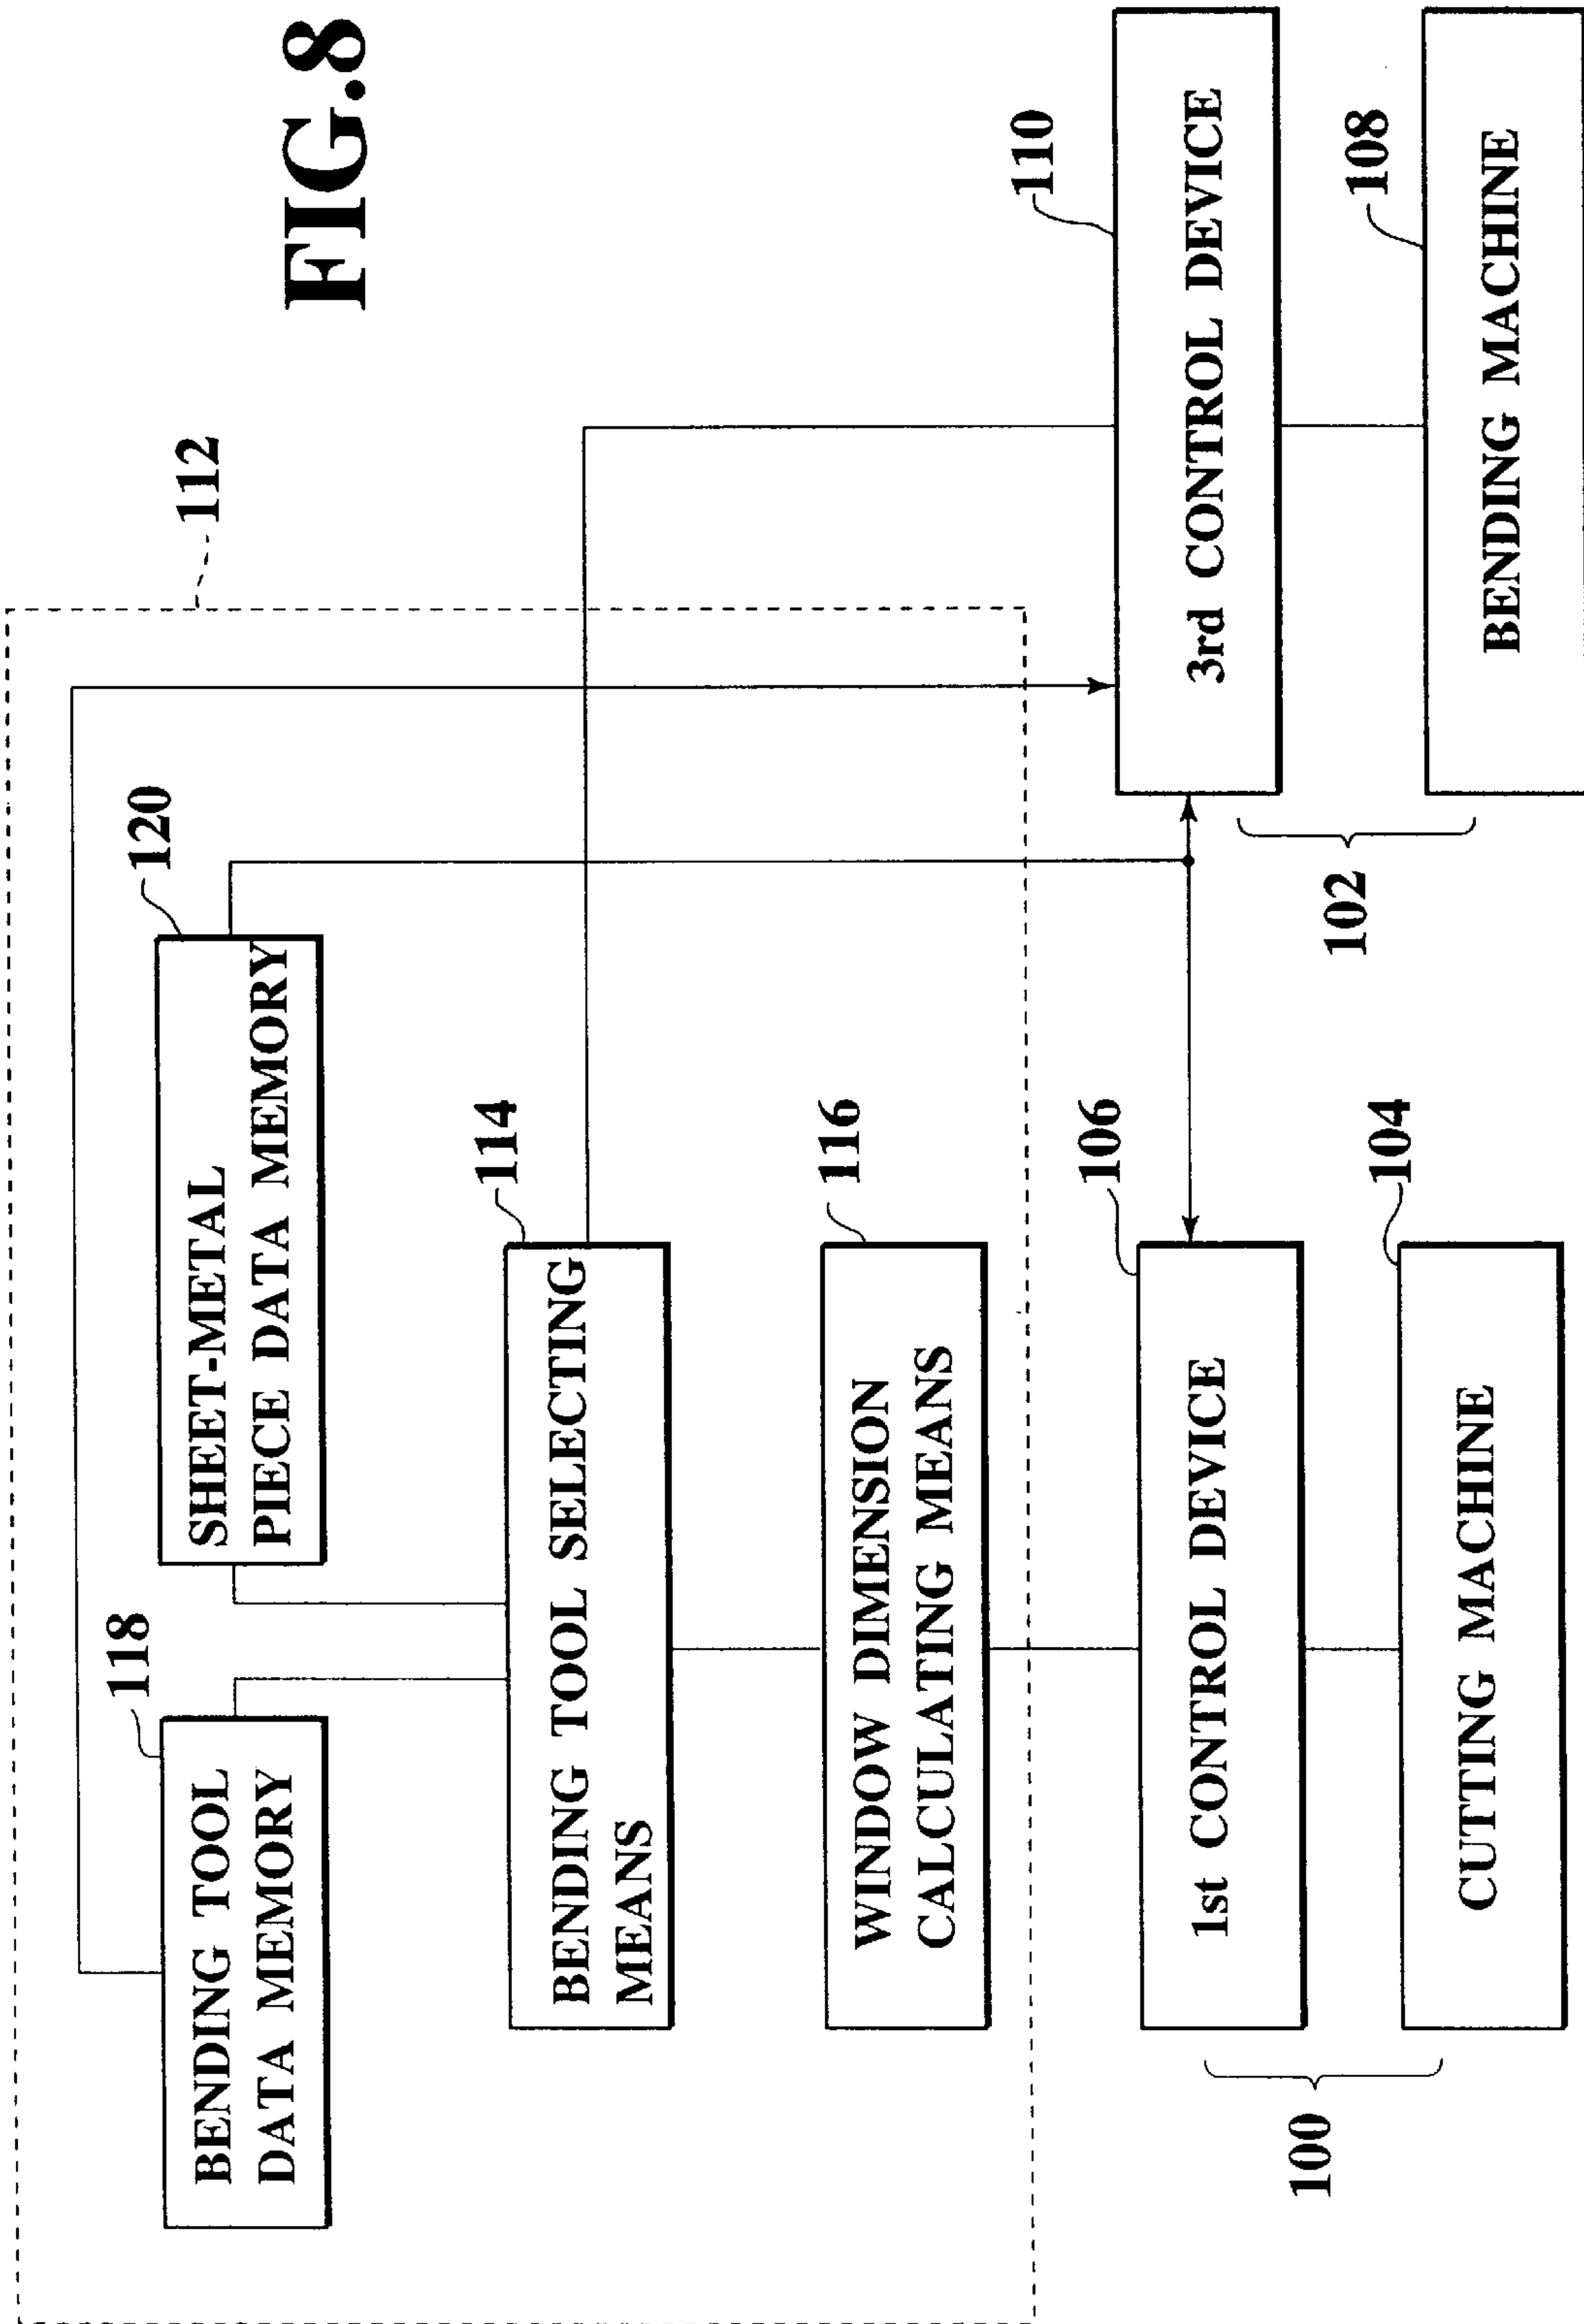 FIG.8
112
118
BENDING TOOL
DATA MEMORY
120
SHEET-METAL
PIECE DATA MEMORY
114
BENDING TOOL SELECTING
MEANS
116
WINDOW DIMENSION
CALCULATING MEANS
106
1st CONTROL DEVICE
104
CUTTING MACHINE
100
110
3rd CONTROL DEVICE
108
BENDING MACHINE
102